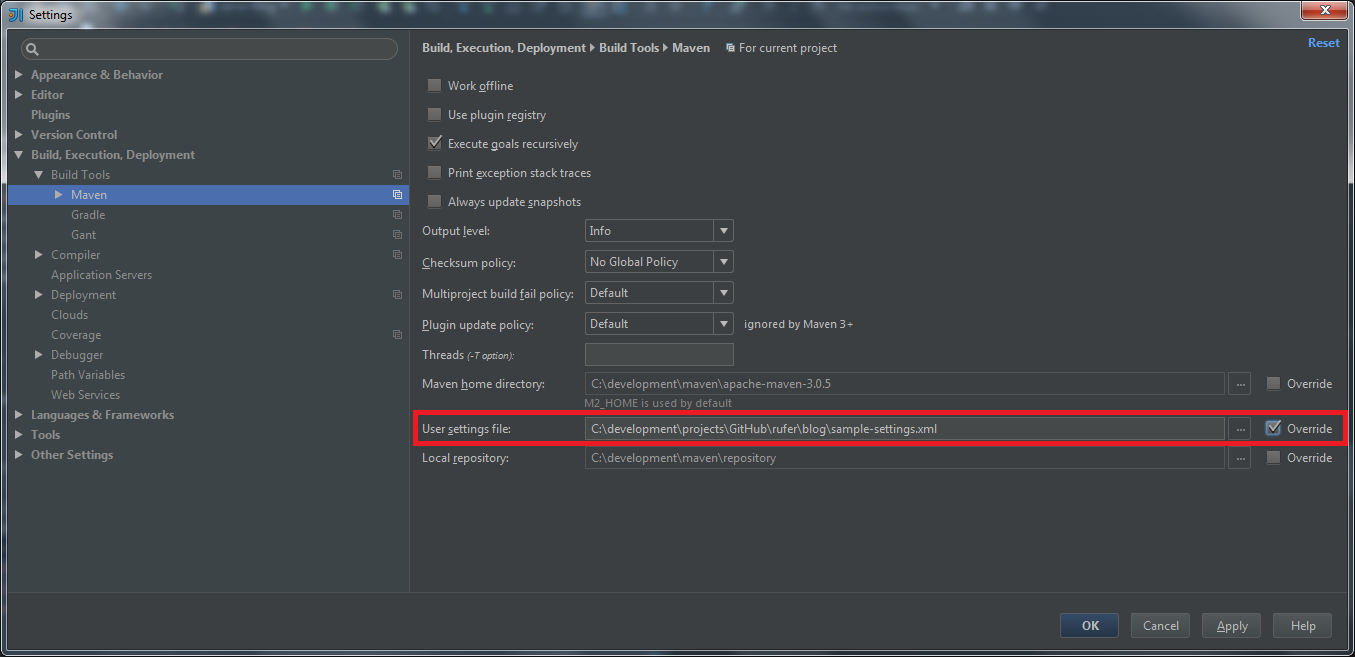 Settings
Appearance & Behavior
Editor
Plugins
Version Control
Build, Execution, Deployment
Build Tools
Maven
Gradle
Gant
Compiler
Application Servers
Deployment
Clouds
Coverage
Debugger
Path Variables
Web Services
Languages & Frameworks
Tools
Other Settings
Build, Execution, Deployment Build Tools Maven For current project Reset
Work offline
Use plugin registry
Execute goals recursively
Print exception stack traces
Always update snapshots
Output level: Info
Checksum policy: No Global Policy
Multiproject build fail policy: Default
Plugin update policy: Default ignored by Maven 3+
Threads (-T option):
Maven home directory: C:\development\maven\apache-maven-3.0.5 ... Override
M2_HOME is used by default
User settings file: C:\development\projects\GitHub\rufer\blog\sample-settings.xml ... Override
Local repository: C:\development\maven\repository ... Override
OK Cancel Apply Help